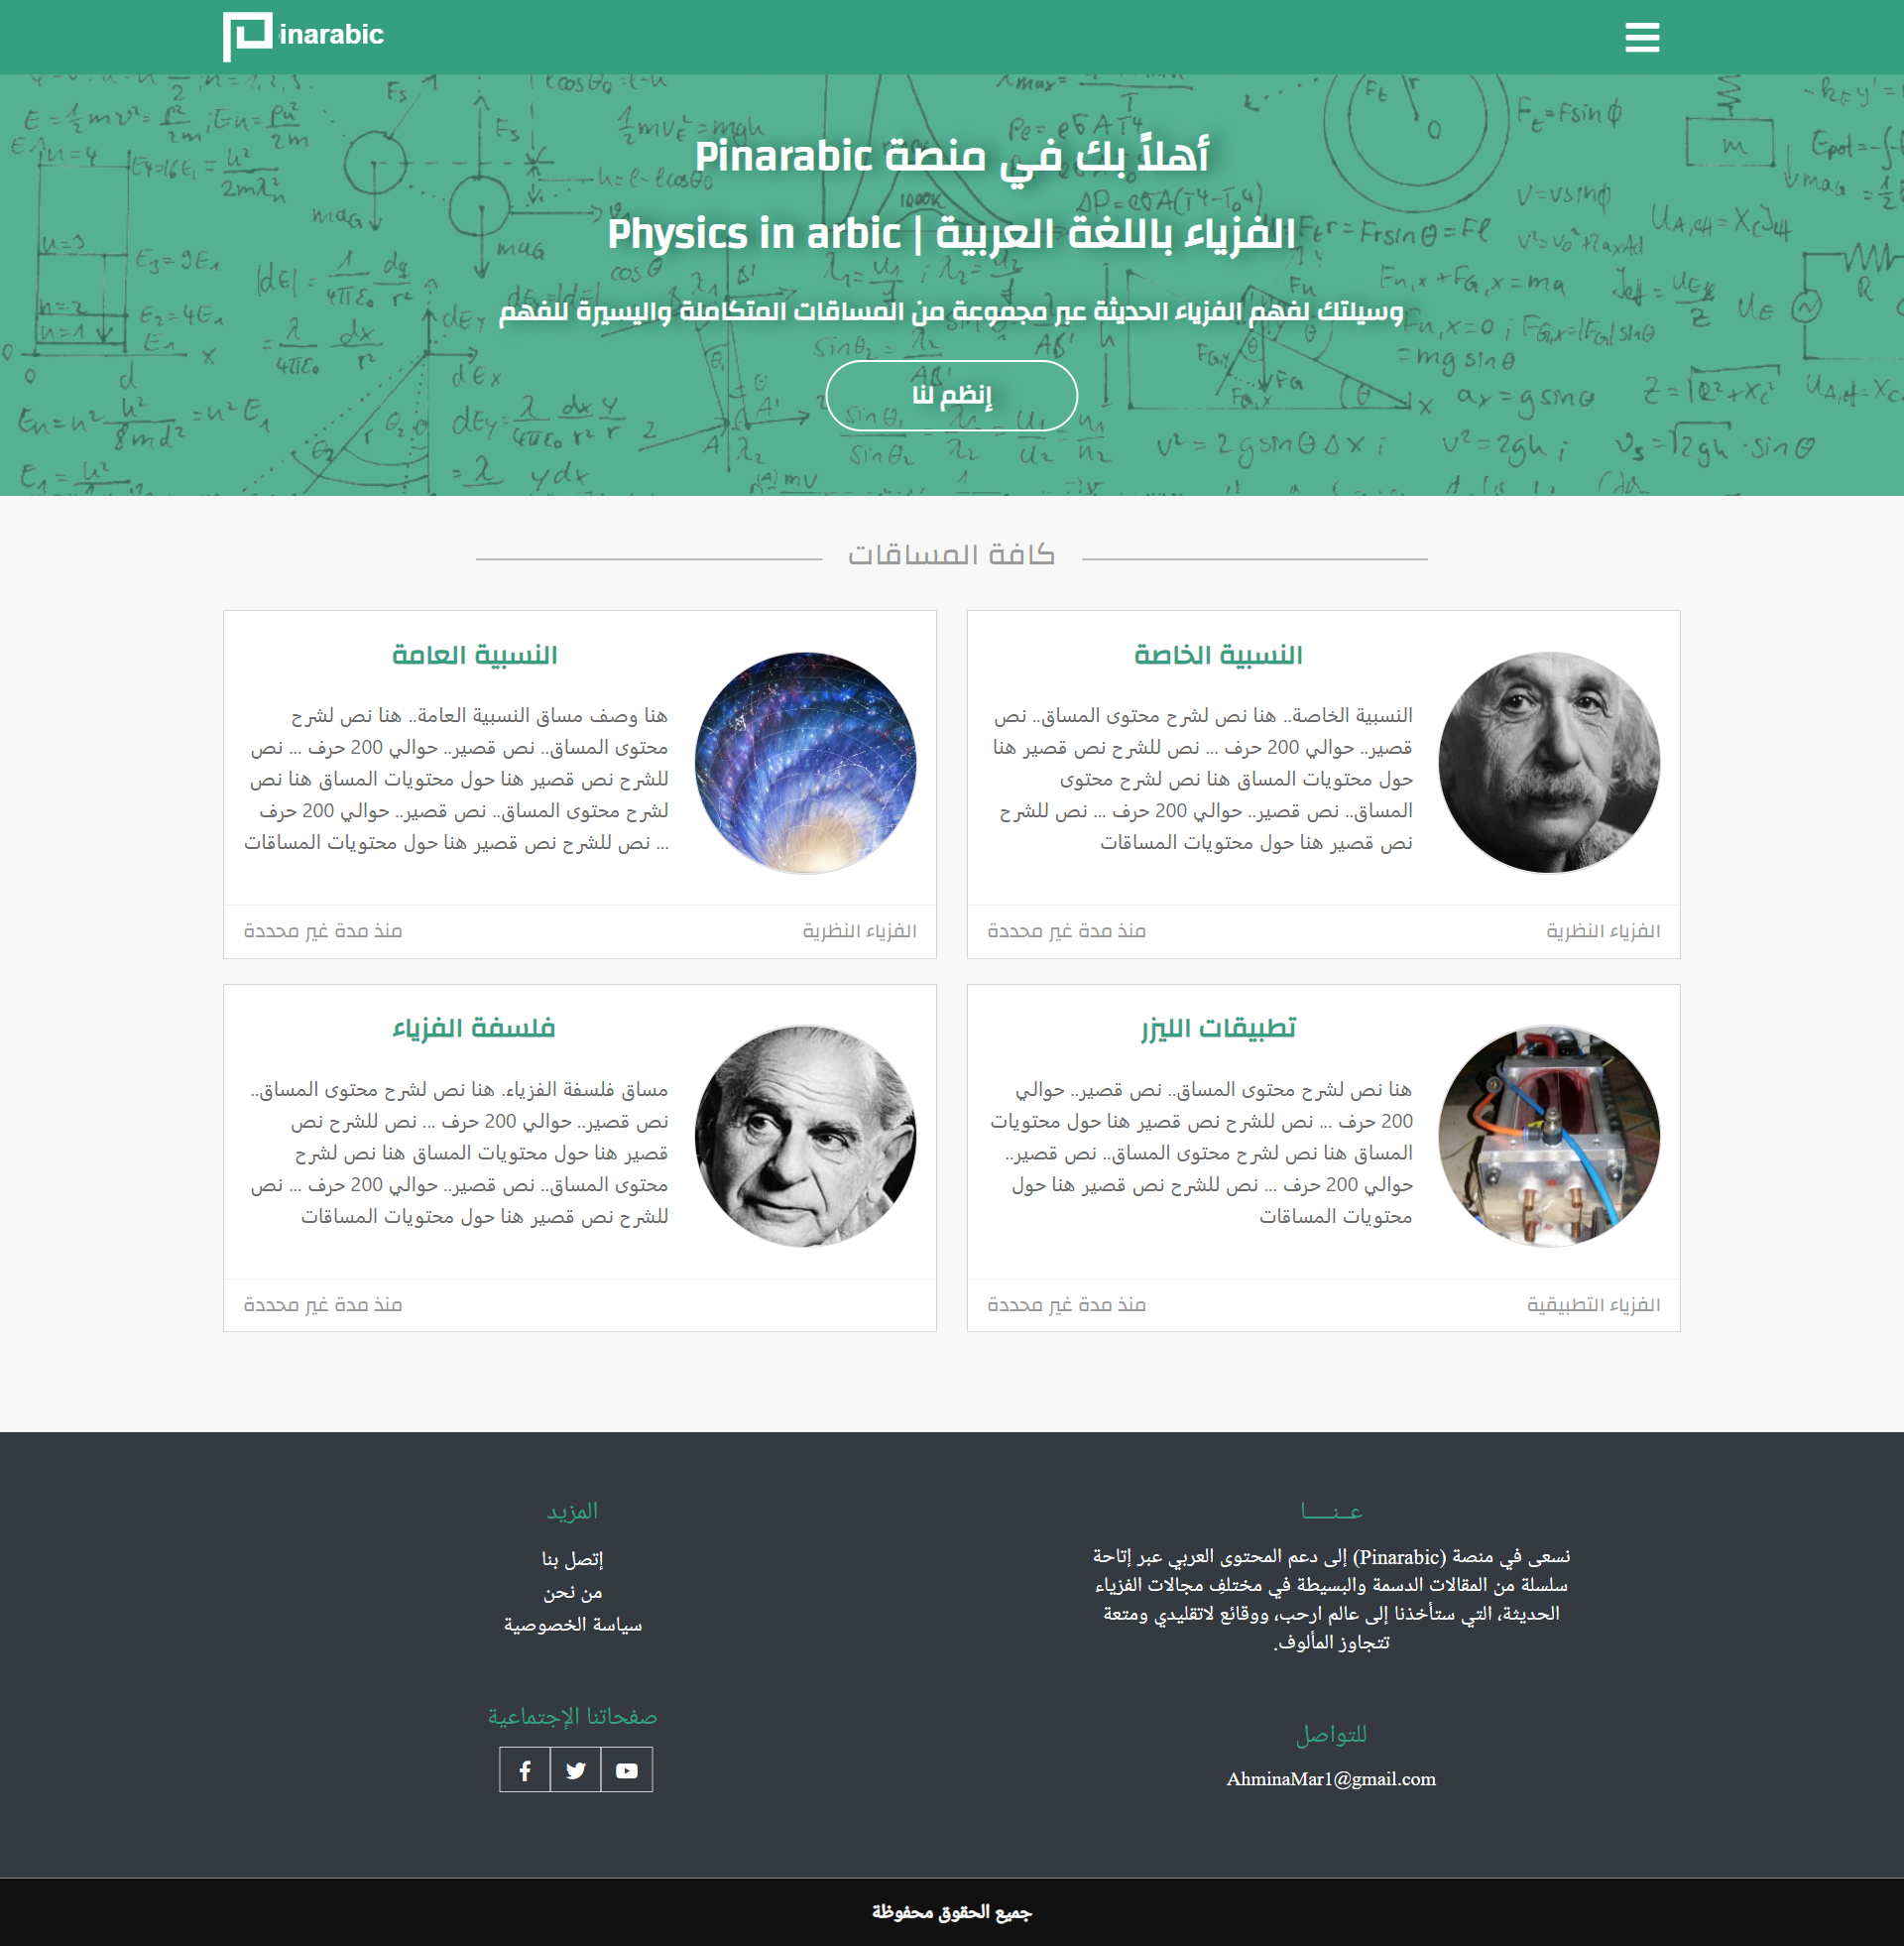 inarabic
أهلاً بك في منصة Pinarabic
الفزياء باللغة العربية | Physics in arbic
وسيلتك لفهم الفزياء الحديثة عبر مجموعة من المساقات المتكاملة واليسيرة للفهم
إنظم لنا
كافة المساقات
النسبية الخاصة
النسبية الخاصة.. هنا نص لشرح محتوى المساق.. نص
قصير.. حوالي 200 حرف ... نص للشرح نص قصير هنا
حول محتويات المساق هنا نص لشرح محتوى
المساق.. نص قصير.. حوالي 200 حرف ... نص للشرح
نص قصير هنا حول محتويات المساقات
الفزياء النظرية
منذ مدة غير محددة
النسبية العامة
هنا وصف مساق النسبية العامة.. هنا نص لشرح
محتوى المساق.. نص قصير.. حوالي 200 حرف ... نص
للشرح نص قصير هنا حول محتويات المساق هنا نص
لشرح محتوى المساق.. نص قصير.. حوالي 200 حرف
... نص للشرح نص قصير هنا حول محتويات المساقات
الفزياء النظرية
منذ مدة غير محددة
تطبيقات الليزر
هنا نص لشرح محتوى المساق.. نص قصير.. حوالي
200 حرف ... نص للشرح نص قصير هنا حول محتويات
المساق هنا نص لشرح محتوى المساق.. نص قصير..
حوالي 200 حرف ... نص للشرح نص قصير هنا حول
محتويات المساقات
الفزياء التطبيقية
منذ مدة غير محددة
فلسفة الفزياء
مساق فلسفة الفزياء. هنا نص لشرح محتوى المساق..
نص قصير.. حوالي 200 حرف ... نص للشرح نص
قصير هنا حول محتويات المساق هنا نص لشرح
محتوى المساق.. نص قصير.. حوالي 200 حرف ... نص
للشرح نص قصير هنا حول محتويات المساقات
منذ مدة غير محددة
عــنـــــا
نسعى في منصة (Pinarabic) إلى دعم المحتوى العربي عبر إتاحة
سلسلة من المقالات الدسمة والبسيطة في مختلف مجالات الفزياء
الحديثة، التي ستأخذنا إلى عالم ارحب، ووقائع لاتقليدي ومتعة
تتجاوز المألوف.
للتواصل
AhminaMar1@gmail.com
المزيد
إتصل بنا
من نحن
سياسة الخصوصية
صفحاتنا الإجتماعية
جميع الحقوق محفوظة